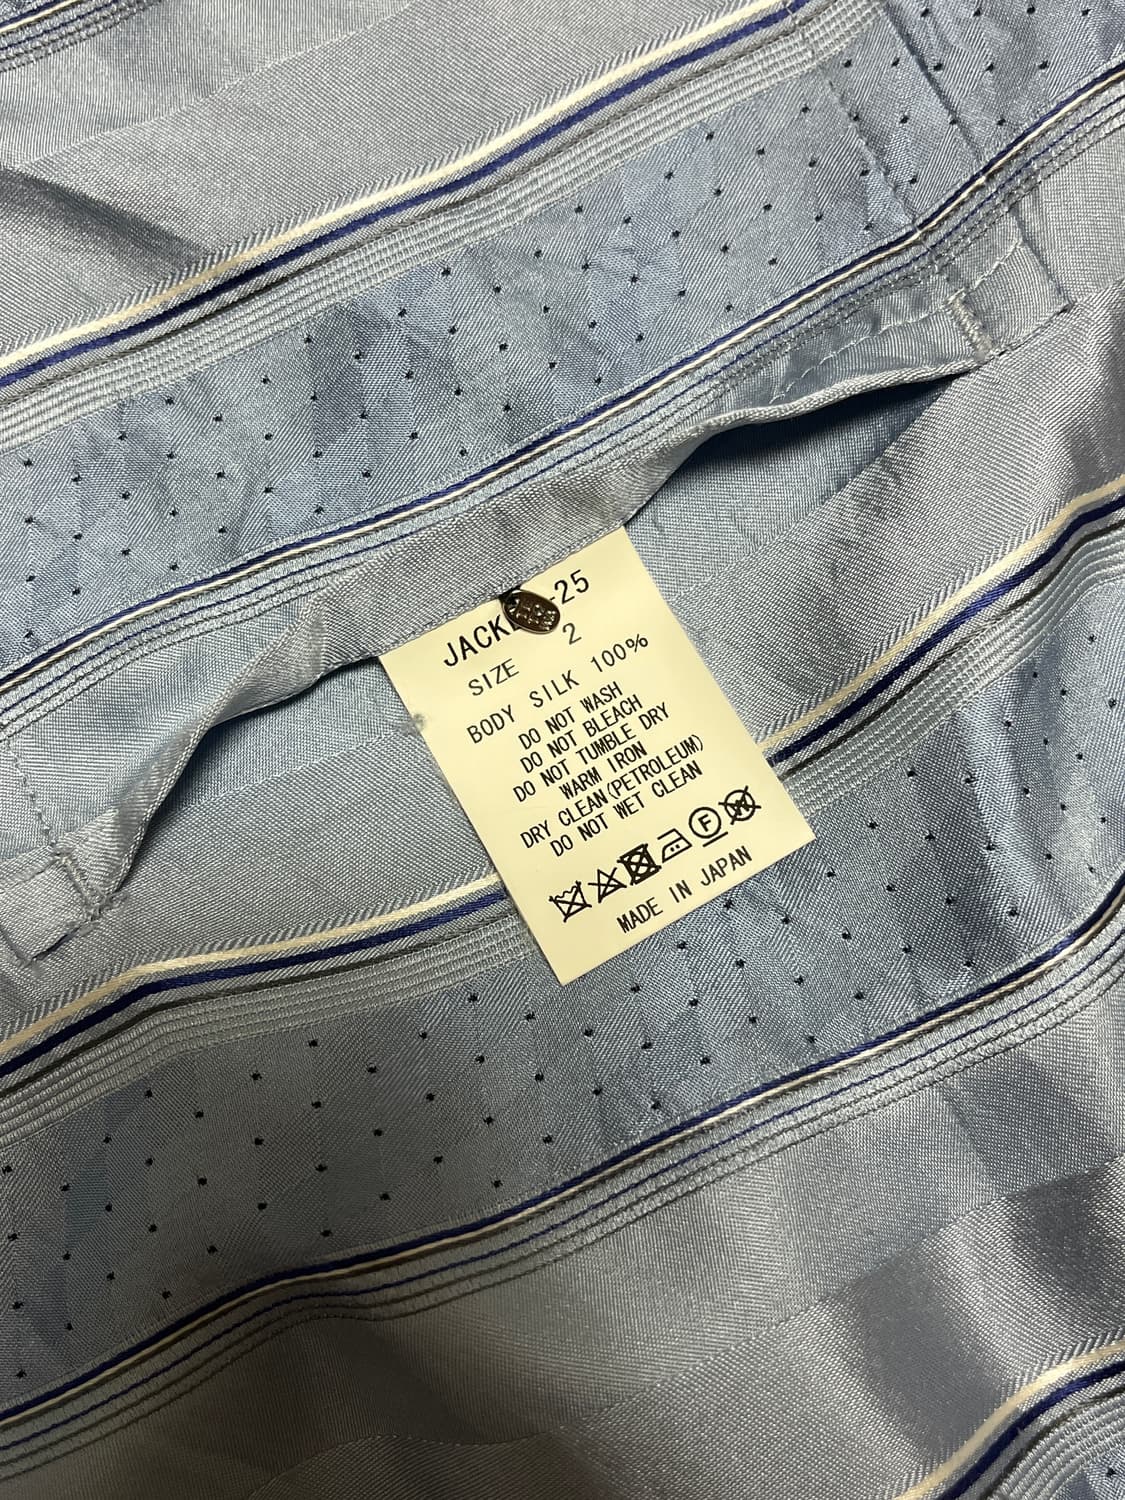 JACK -25
SIZE 2
BODY SILK 100%
DO NOT WASH
DO NOT BLEACH
DO NOT TUMBLE DRY
WARM IRON
DRY CLEAN(PETROLEUM)
DO NOT WET CLEAN
F W
MADE IN JAPAN